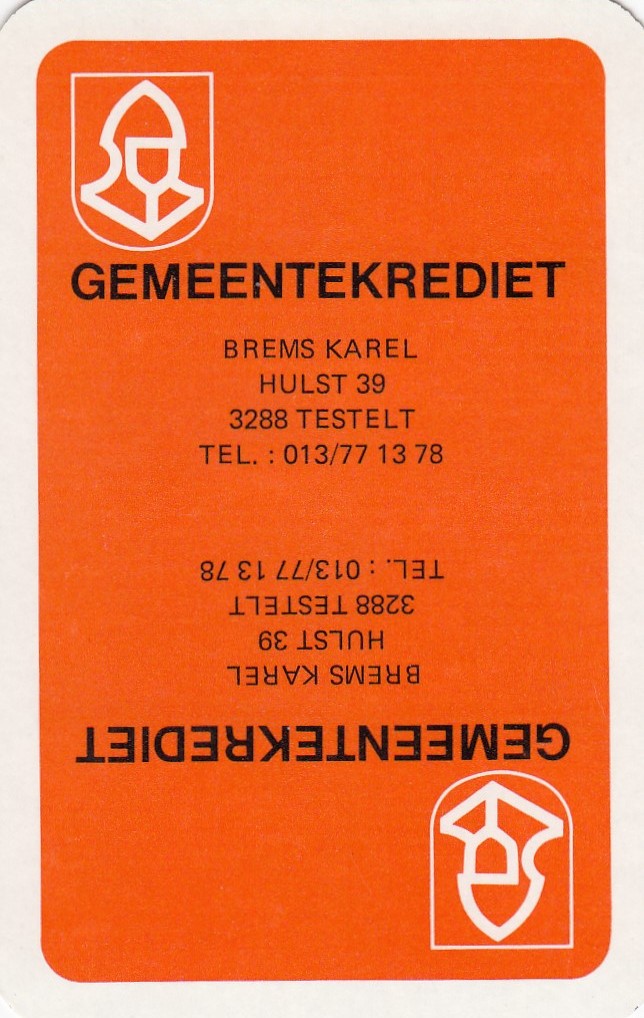 GEMEENTEKREDIET
BREMS KAREL
HULST 39
3288 TESTELT
TEL. : 013/77 13 78
TEL. : 013/77 13 78
3288 TESTELT
HULST 39
BREMS KAREL
GEMEENTEKREDIET